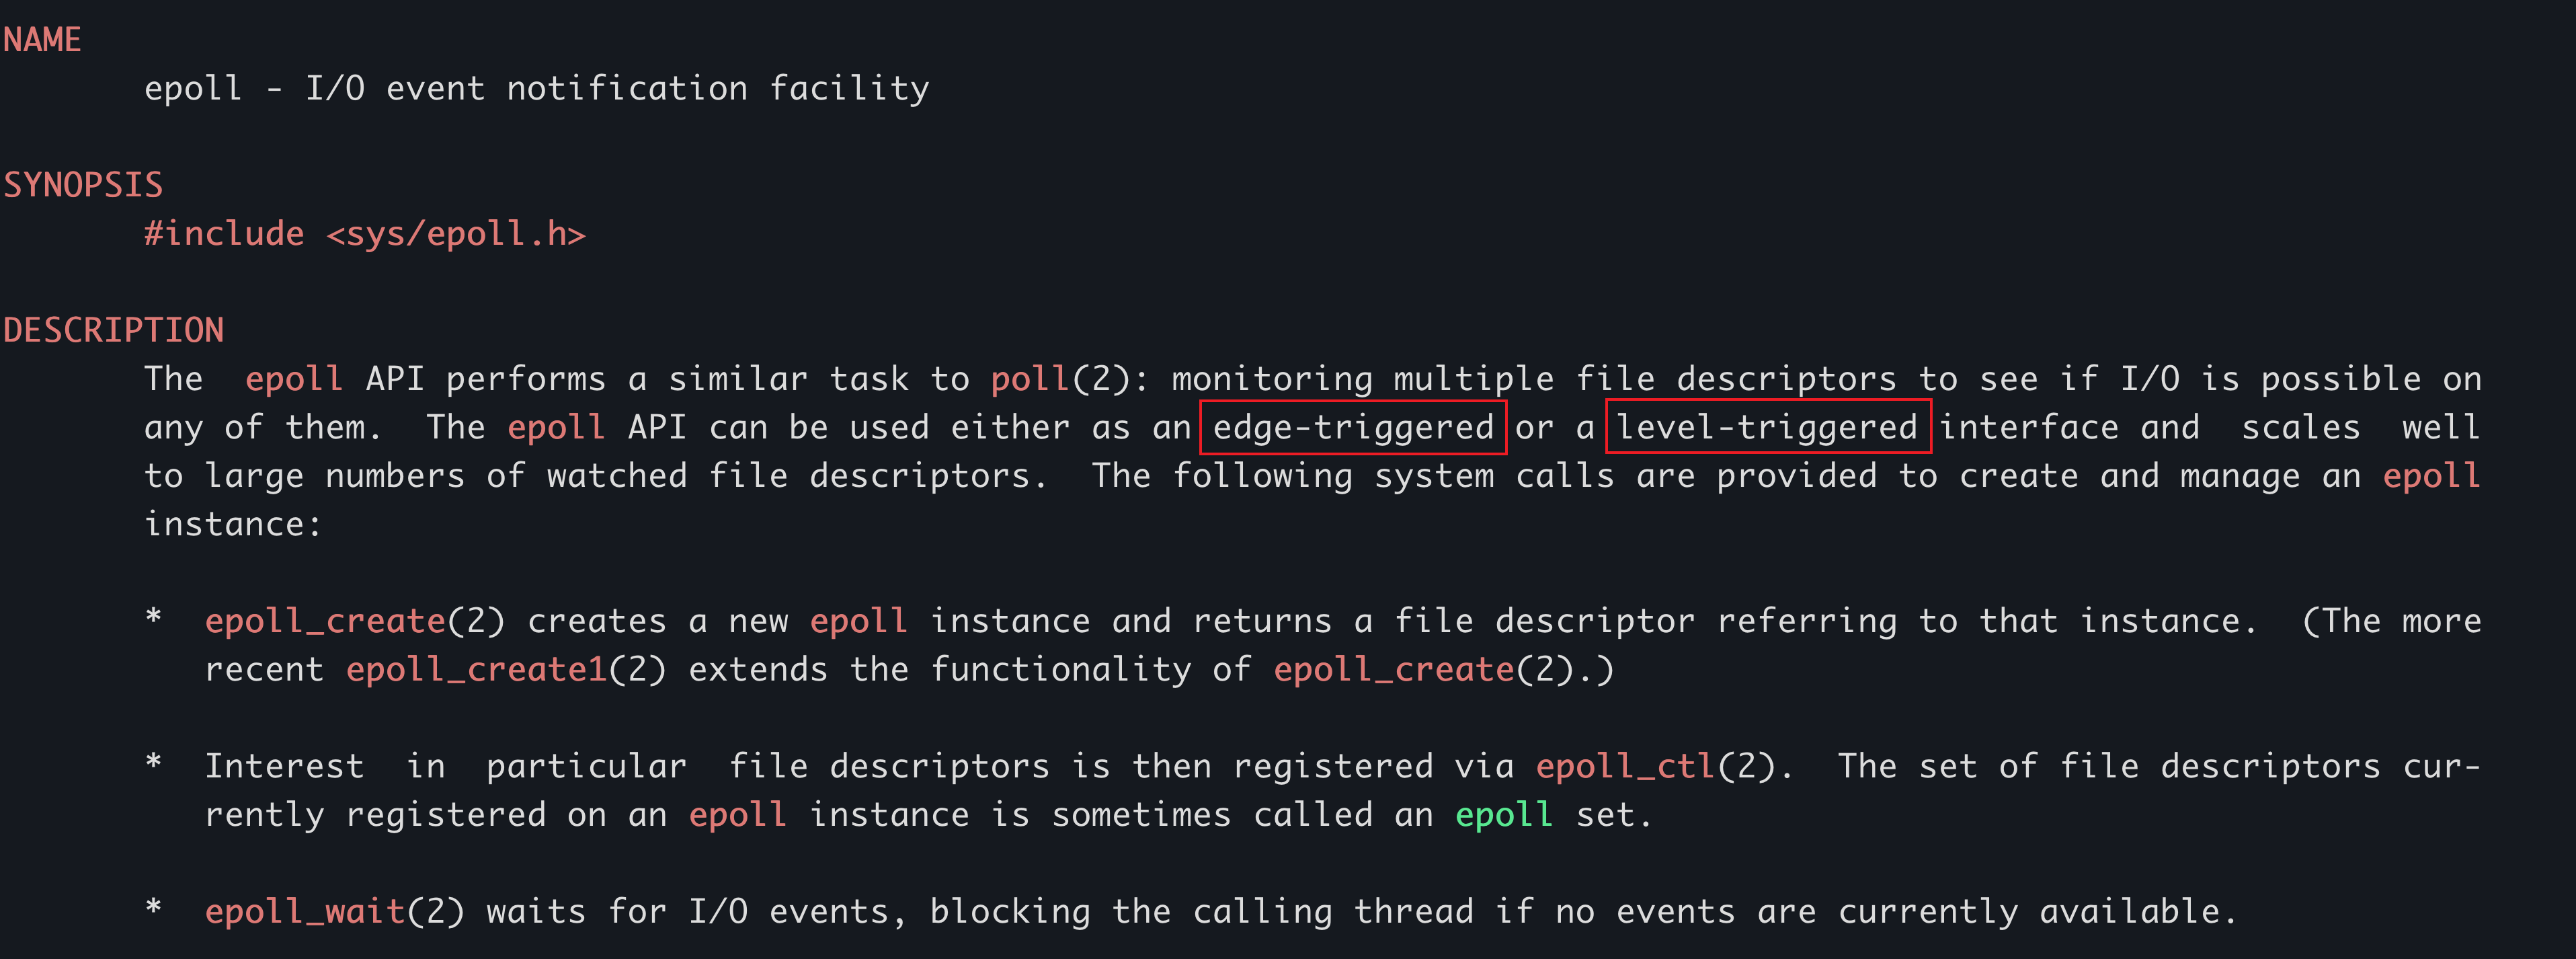 NAME
epoll - I/O event notification facility
SYNOPSIS
#include <sys/epoll.h>
DESCRIPTION
The  epoll API performs a similar task to poll(2): monitoring multiple file descriptors to see if I/O is possible on
any of them.  The epoll API can be used either as an edge-triggered or a level-triggered interface and  scales  well
to large numbers of watched file descriptors.  The following system calls are provided to create and manage an epoll
instance:
*  epoll_create(2) creates a new epoll instance and returns a file descriptor referring to that instance.  (The more
recent epoll_create1(2) extends the functionality of epoll_create(2).)
*  Interest  in  particular  file descriptors is then registered via epoll_ctl(2).  The set of file descriptors cur-
rently registered on an epoll instance is sometimes called an epoll set.
*  epoll_wait(2) waits for I/O events, blocking the calling thread if no events are currently available.